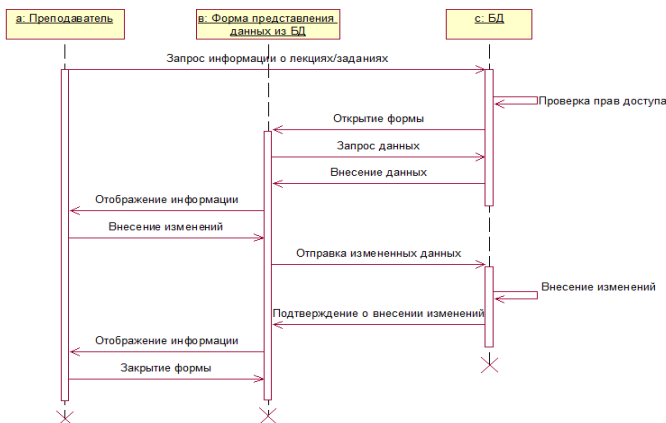 a: Преподаватель
в: Форма представления
данных из БД
c: БД
Запрос информации о лекциях/заданиях
Проверка прав доступа
Открытие формы
Запрос данных
Внесение данных
Отображение информации
Внесение изменений
Отправка измененных данных
Внесение изменений
Подтверждение о внесении изменений
Отображение информации
Закрытие формы